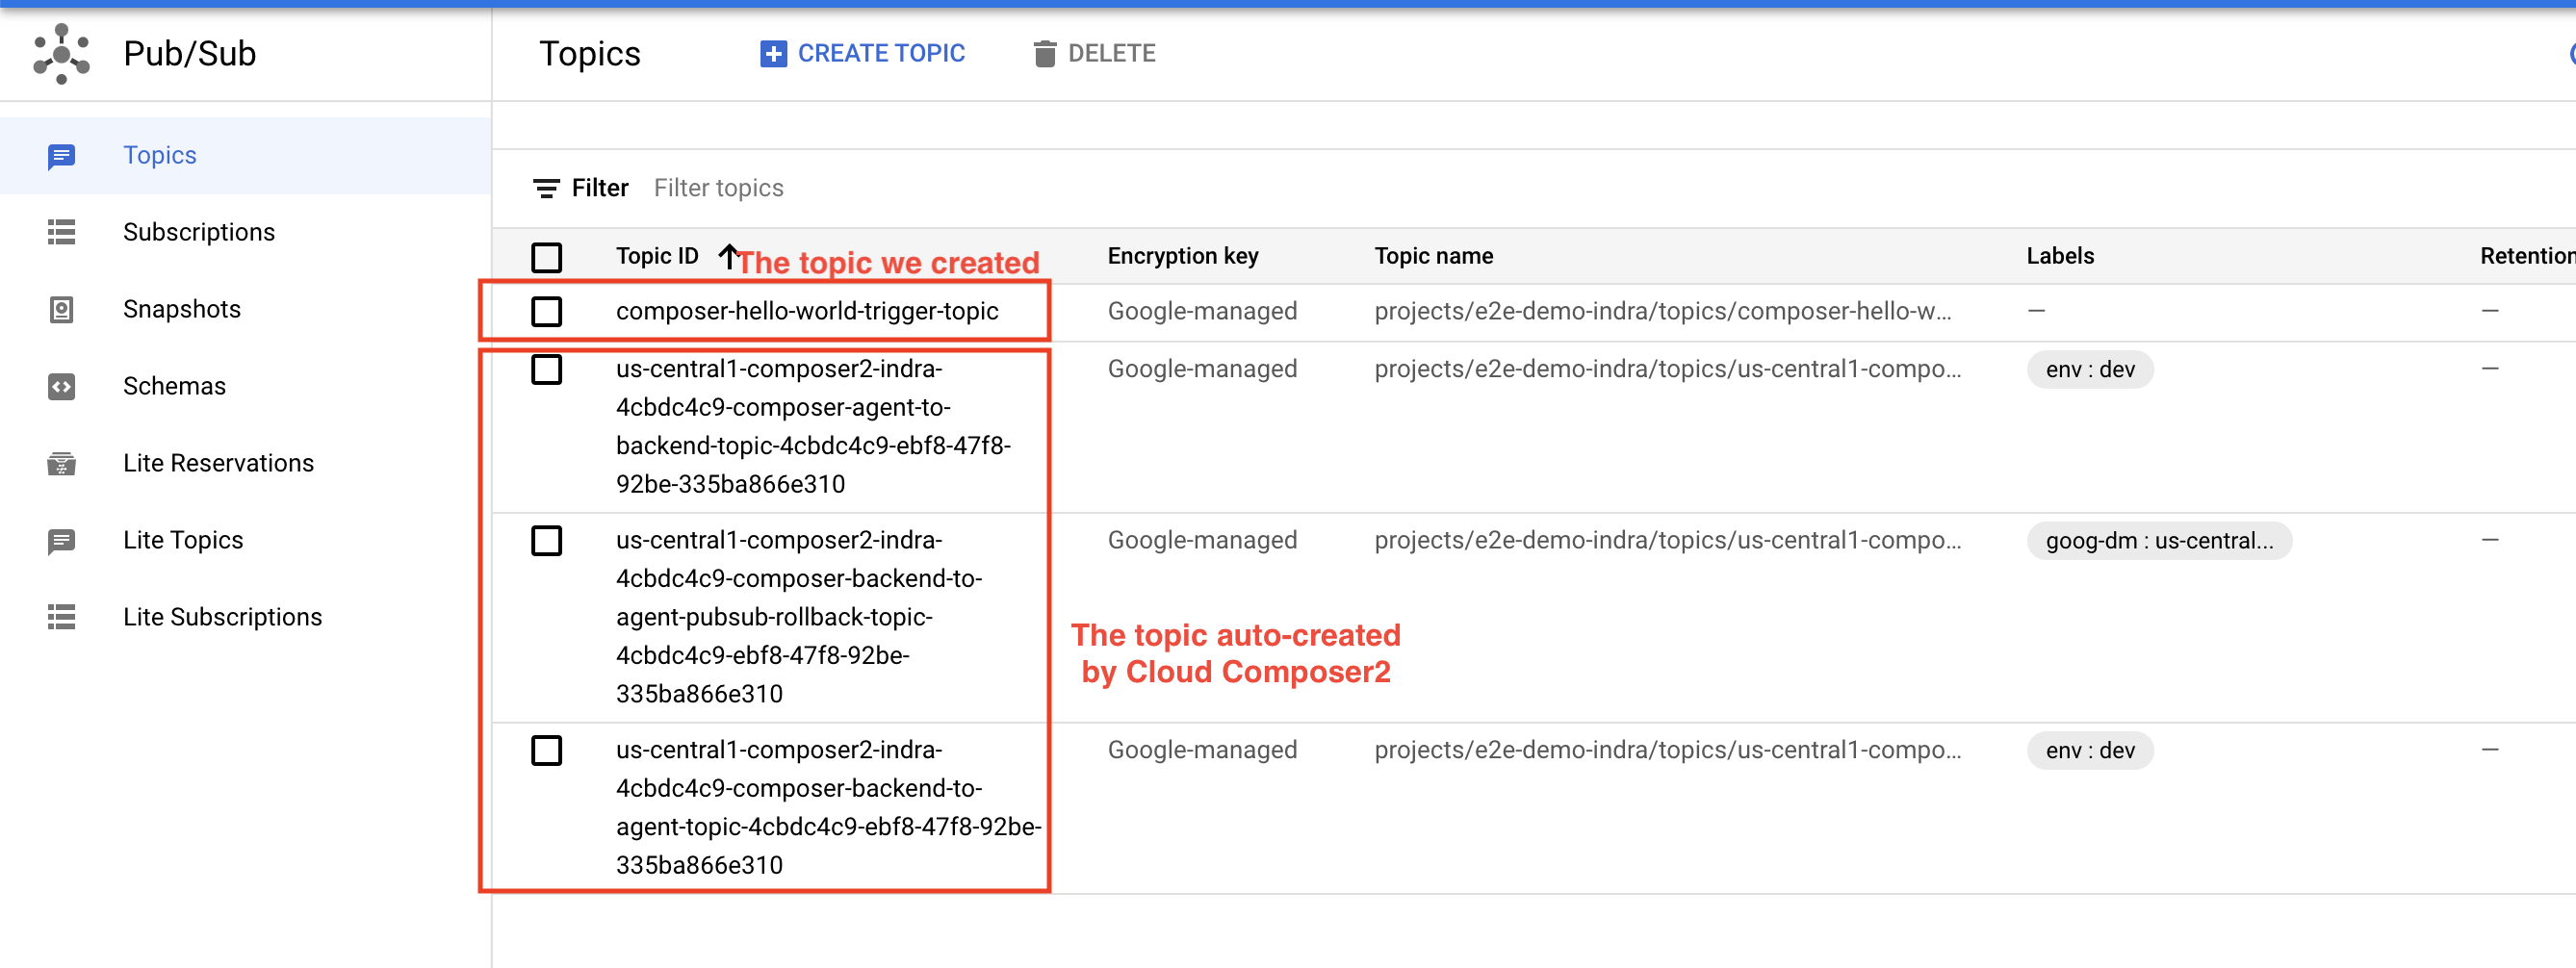 Pub/Sub
Topics
CREATE TOPIC
DELETE
Topics
Subscriptions
Snapshots
Schemas
Lite Reservations
Lite Topics
Lite Subscriptions
Filter Filter topics
Topic ID
The topic we created
Encryption key
Topic name
Labels
Retention
composer-hello-world-trigger-topic
Google-managed
projects/e2e-demo-indra/topics/composer-hello-w...
–
–
us-central1-composer2-indra-
4cbdc4c9-composer-agent-to-
backend-topic-4cbdc4c9-ebf8-47f8-
92be-335ba866e310
Google-managed
projects/e2e-demo-indra/topics/us-central1-compo...
env : dev
–
us-central1-composer2-indra-
4cbdc4c9-composer-backend-to-
agent-pubsub-rollback-topic-
4cbdc4c9-ebf8-47f8-92be-
335ba866e310
Google-managed
projects/e2e-demo-indra/topics/us-central1-compo...
goog-dm : us-central...
–
The topic auto-created
by Cloud Composer2
us-central1-composer2-indra-
4cbdc4c9-composer-backend-to-
agent-topic-4cbdc4c9-ebf8-47f8-92be-
335ba866e310
Google-managed
projects/e2e-demo-indra/topics/us-central1-compo...
env : dev
–